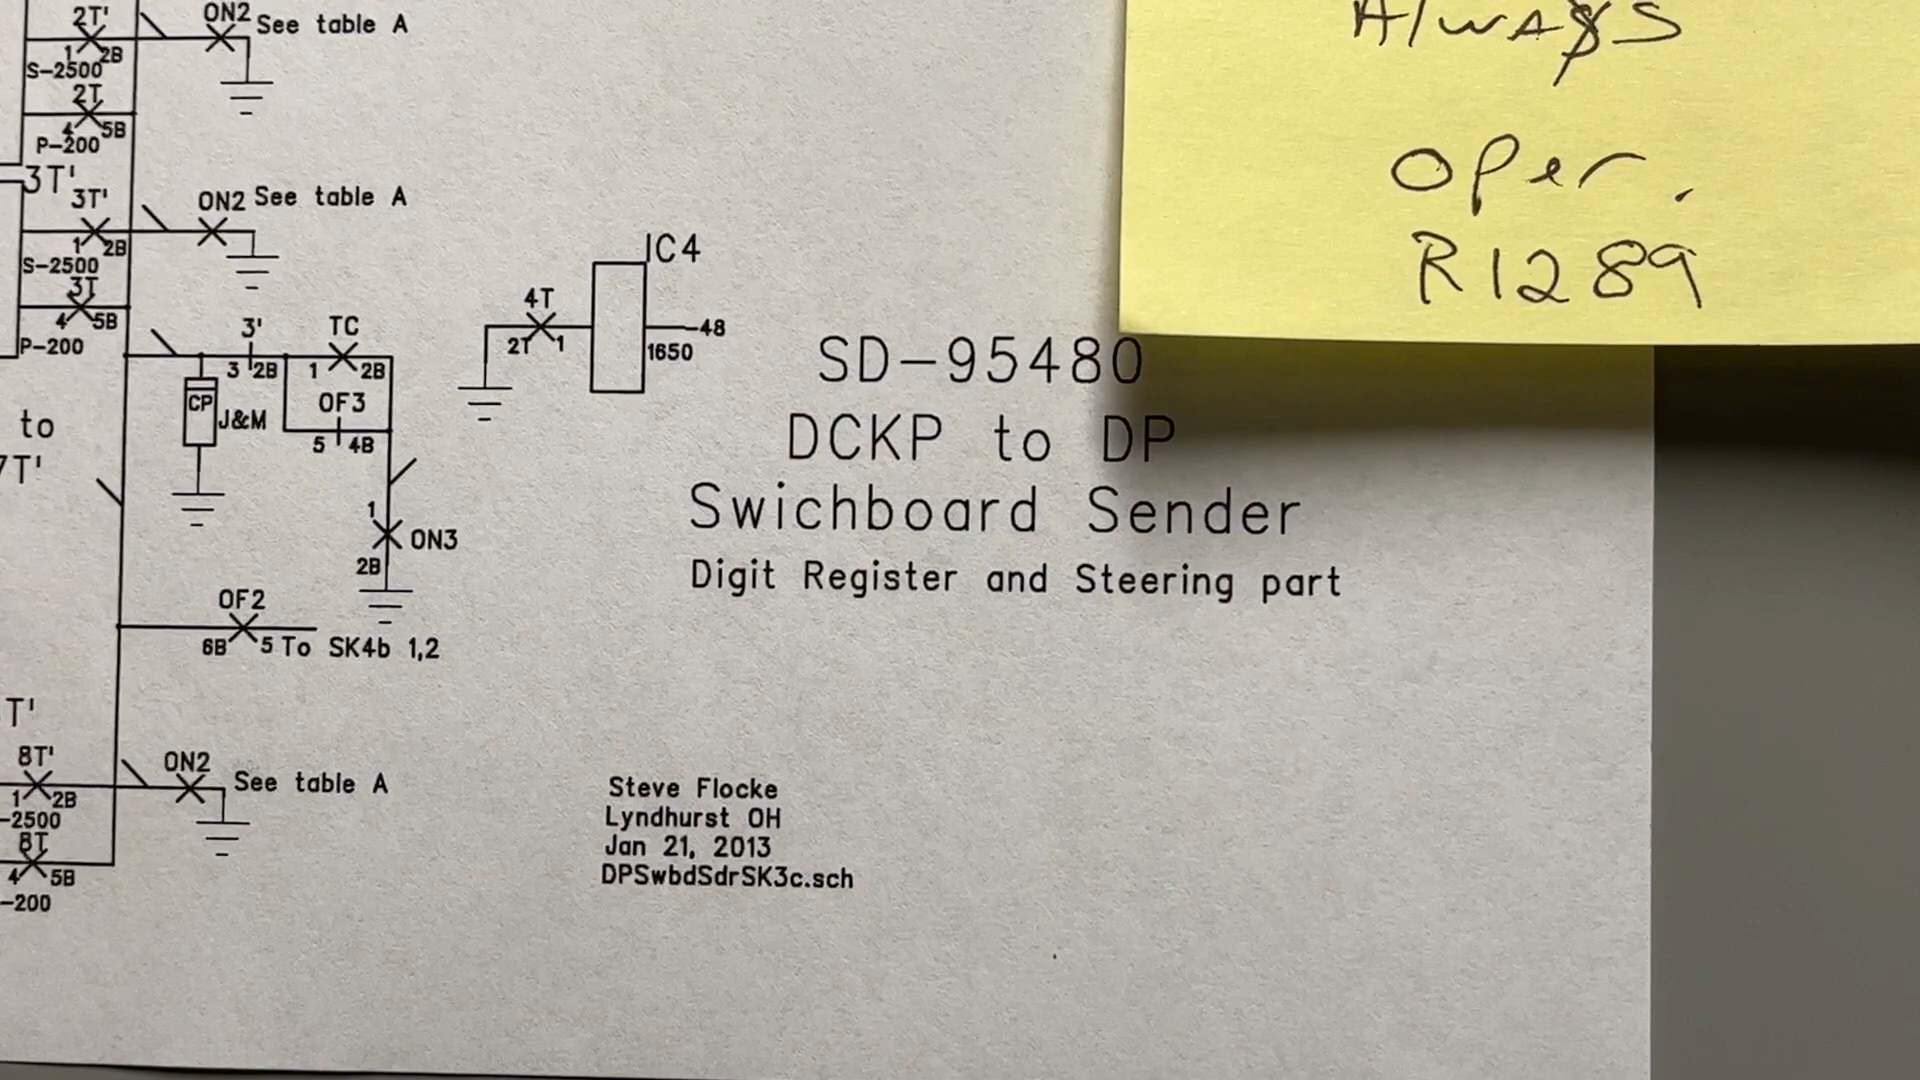 2T'
ON2 See table A
1 2B
S-2500
2T
4 5B
P-200
3T'
3T'
ON2 See table A
1 2B
S-2500
3T
4 5B
P-200
3'
TC
3 2B
1 2B
CP
J&M
OF3
5 4B
to
7T'
1
ON3
2B
OF2
6B 5 To SK4b 1,2
T'
8T'
ON2 See table A
1 2B
-2500
8T
4 5B
-200
IC4
4T
2T 1
-48
1650
SD-95480
DCKP to DP
Swichboard Sender
Digit Register and Steering part
Steve Flocke
Lyndhurst OH
Jan 21, 2013
DPSwbdSdrSK3c.sch
Always
oper.
R1289